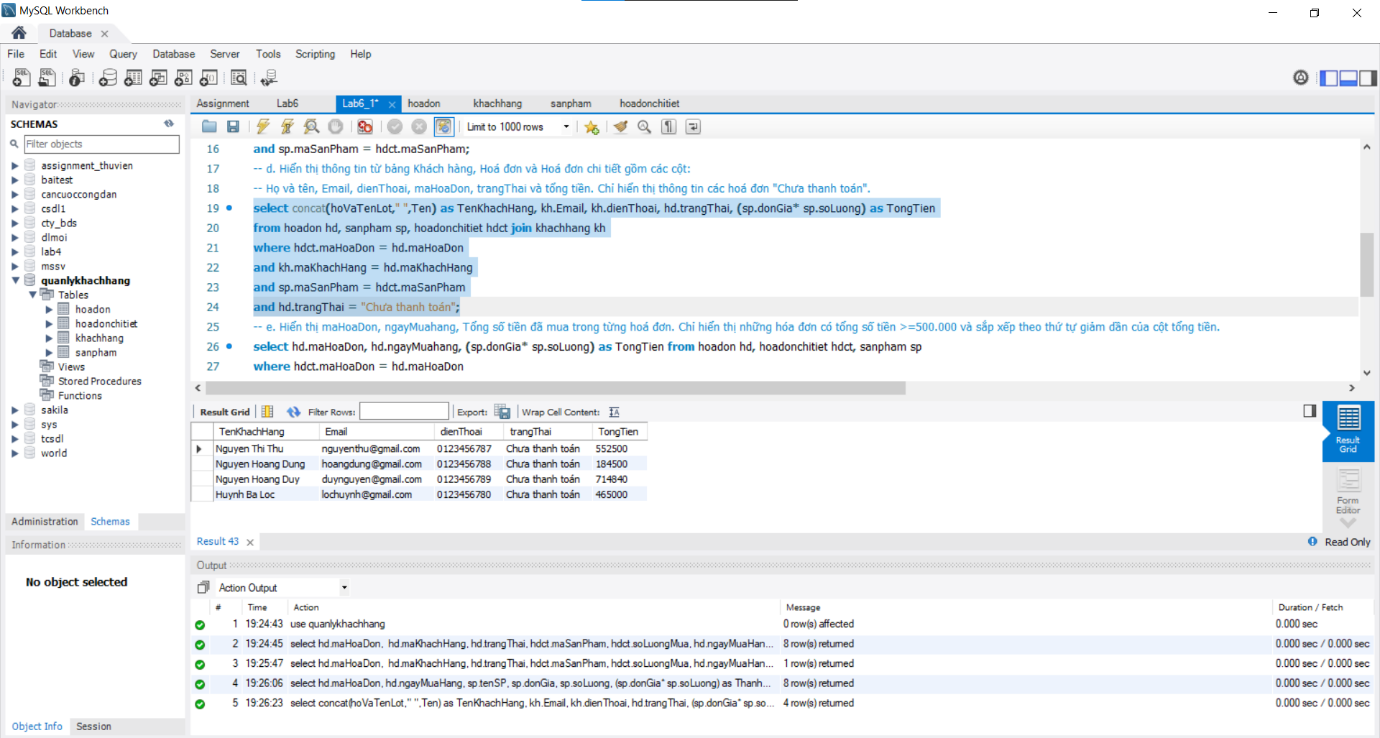 MySQL Workbench
Database
File Edit View Query Database Server Tools Scripting Help
Navigator
SCHEMAS
Filter objects
assignment_thuvien
baitest
cancuoccongdan
csdl1
cty_bds
dlmoi
lab4
mssv
quanlykhachhang
Tables
hoadon
hoadonchitiet
khachhang
sanpham
Views
Stored Procedures
Functions
sakila
sys
tcsdl
world
Administration Schemas
Information
No object selected
Object Info Session
Assignment Lab6 Lab6_1* hoadon khachhang sanpham hoadonchitiet
Limit to 1000 rows
16 and sp.maSanPham = hdct.maSanPham;
17 -- d. Hiển thị thông tin từ bảng Khách hàng, Hoá đơn và Hoá đơn chi tiết gồm các cột:
18 -- Họ và tên, Email, dienThoai, maHoaDon, trangThai và tổng tiền. Chỉ hiển thị thông tin các hoá đơn "Chưa thanh toán".
19 select concat(hoVaTenLot," ",Ten) as TenKhachHang, kh.Email, kh.dienThoai, hd.trangThai, (sp.donGia* sp.soLuong) as TongTien
20 from hoadon hd, sanpham sp, hoadonchitiet hdct join khachhang kh
21 where hdct.maHoaDon = hd.maHoaDon
22 and kh.maKhachHang = hd.maKhachHang
23 and sp.maSanPham = hdct.maSanPham
24 and hd.trangThai = "Chưa thanh toán";
25 -- e. Hiển thị maHoaDon, ngayMuahang, Tổng số tiền đã mua trong từng hoá đơn. Chỉ hiển thị những hóa đơn có tổng số tiền >=500.000 và sắp xếp theo thứ tự giảm dần của cột tổng tiền.
26 select hd.maHoaDon, hd.ngayMuahang, (sp.donGia* sp.soLuong) as TongTien from hoadon hd, hoadonchitiet hdct, sanpham sp
27 where hdct.maHoaDon = hd.maHoaDon
Result Grid Filter Rows: Export: Wrap Cell Content:
TenKhachHang Email dienThoai trangThai TongTien
Nguyen Thi Thu nguyenthu@gmail.com 0123456787 Chưa thanh toán 552500
Nguyen Hoang Dung hoangdung@gmail.com 0123456788 Chưa thanh toán 184500
Nguyen Hoang Duy duynguyen@gmail.com 0123456789 Chưa thanh toán 714840
Huynh Ba Loc lochuynh@gmail.com 0123456780 Chưa thanh toán 465000
Result Grid
Form Editor
Result 43
Read Only
Output
Action Output
# Time Action Message Duration / Fetch
1 19:24:43 use quanlykhachhang 0 row(s) affected 0.000 sec
2 19:24:45 select hd.maHoaDon, hd.maKhachHang, hd.trangThai, hdct.maSanPham, hdct.soLuongMua, hd.ngayMuaHan... 8 row(s) returned 0.000 sec / 0.000 sec
3 19:25:47 select hd.maHoaDon, hd.maKhachHang, hd.trangThai, hdct.maSanPham, hdct.soLuongMua, hd.ngayMuaHan... 1 row(s) returned 0.000 sec / 0.000 sec
4 19:26:06 select hd.maHoaDon, hd.ngayMuaHang, sp.tenSP, sp.donGia, sp.soLuong, (sp.donGia* sp.soLuong) as Thanh... 8 row(s) returned 0.000 sec / 0.000 sec
5 19:26:23 select concat(hoVaTenLot," ",Ten) as TenKhachHang, kh.Email, kh.dienThoai, hd.trangThai, (sp.donGia* sp.so... 4 row(s) returned 0.000 sec / 0.000 sec